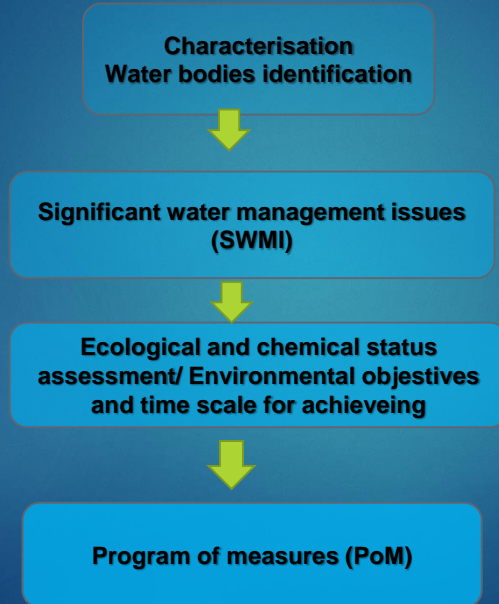 Characterisation
Water bodies identification
Significant water management issues
(SWMI)
Ecological and chemical status
assessment/ Environmental objestives
and time scale for achieveing
Program of measures (PoM)